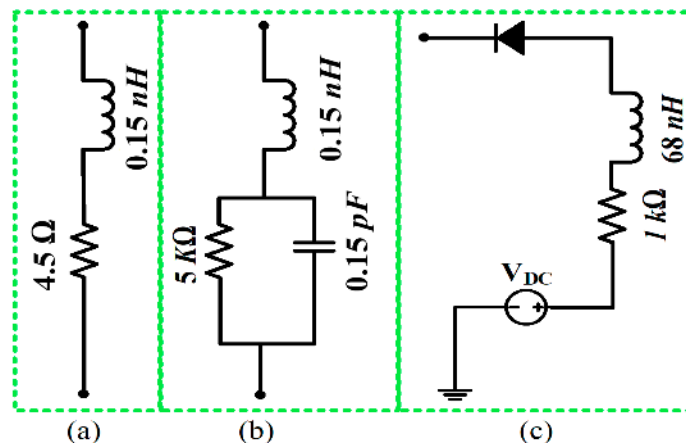 0.15 nH
4.5 Ω
(a)
0.15 nH
5 KΩ
0.15 pF
(b)
68 nH
1 kΩ
VDC
- +
(c)